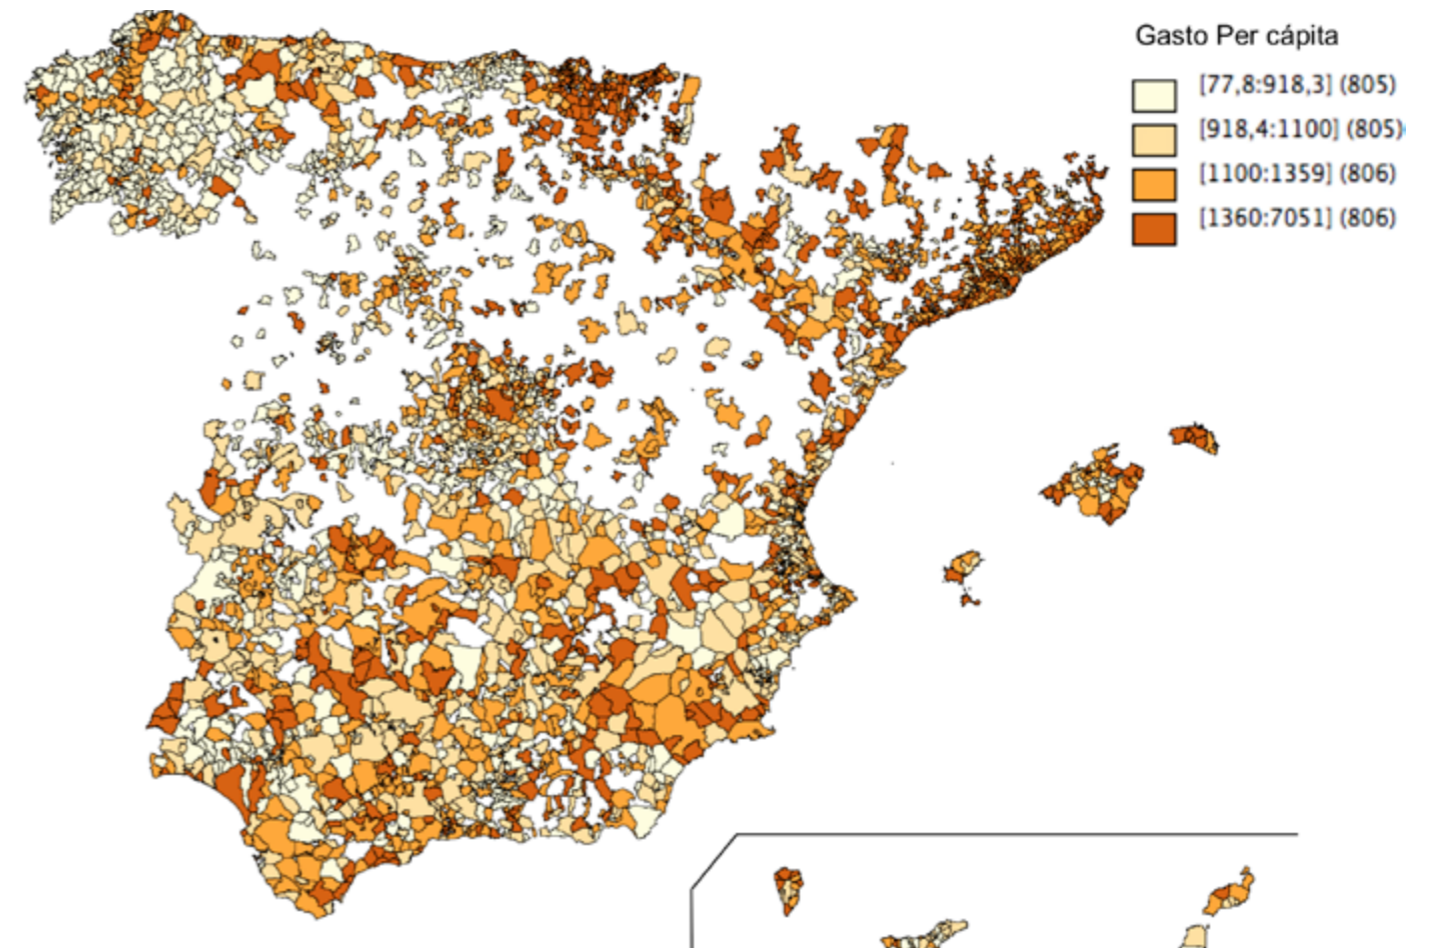 Gasto Per cápita
[77,8:918,3] (805)
[918,4:1100] (805)
[1100:1359] (806)
[1360:7051] (806)